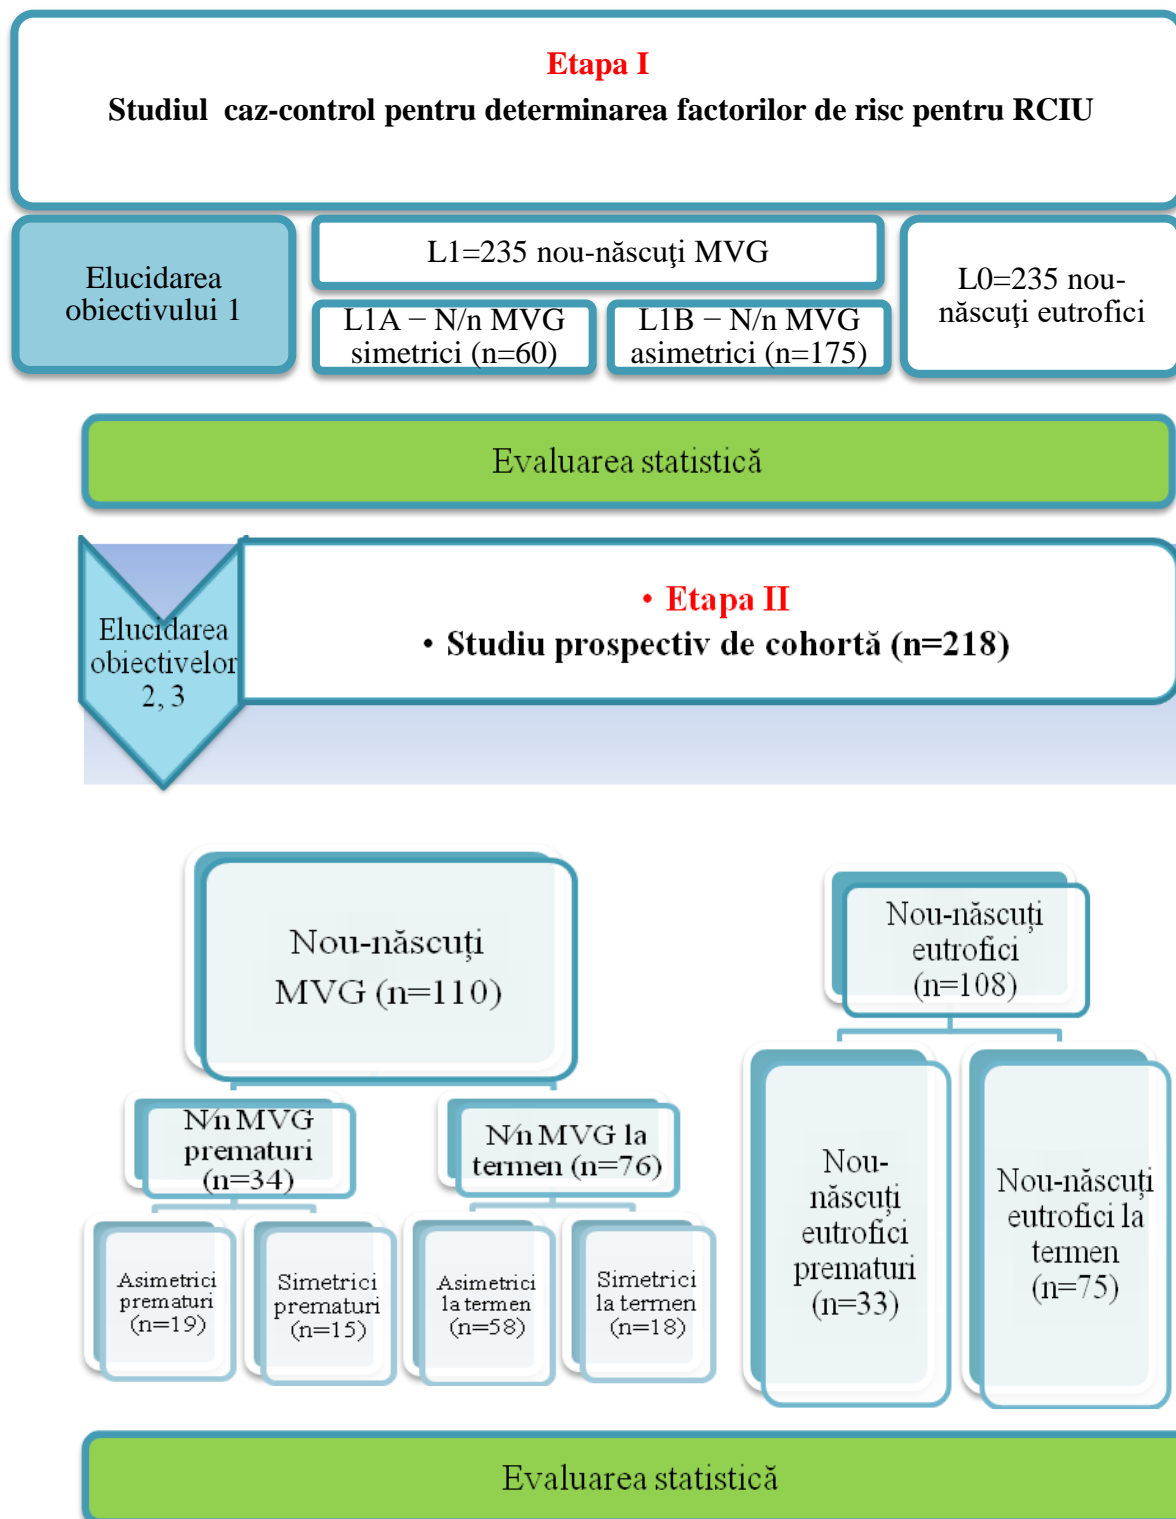 Etapa I
Studiul caz-control pentru determinarea factorilor de risc pentru RCIU
Elucidarea
obiectivului 1
L1=235 nou-născuţi MVG
L1A – N/n MVG
simetrici (n=60)
L1B – N/n MVG
asimetrici (n=175)
L0=235 nou-
născuţi eutrofici
Evaluarea statistică
Elucidarea
obiectivelor
2, 3
• Etapa II
• Studiu prospectiv de cohortă (n=218)
Nou-născuți
MVG (n=110)
N/n MVG
prematuri
(n=34)
N/n MVG la
termen (n=76)
Asimetrici
prematuri
(n=19)
Simetrici
prematuri
(n=15)
Asimetrici
la termen
(n=58)
Simetrici
la termen
(n=18)
Nou-născuți
eutrofici
(n=108)
Nou-
născuți
eutrofici
prematuri
(n=33)
Nou-născuți
eutrofici la
termen
(n=75)
Evaluarea statistică